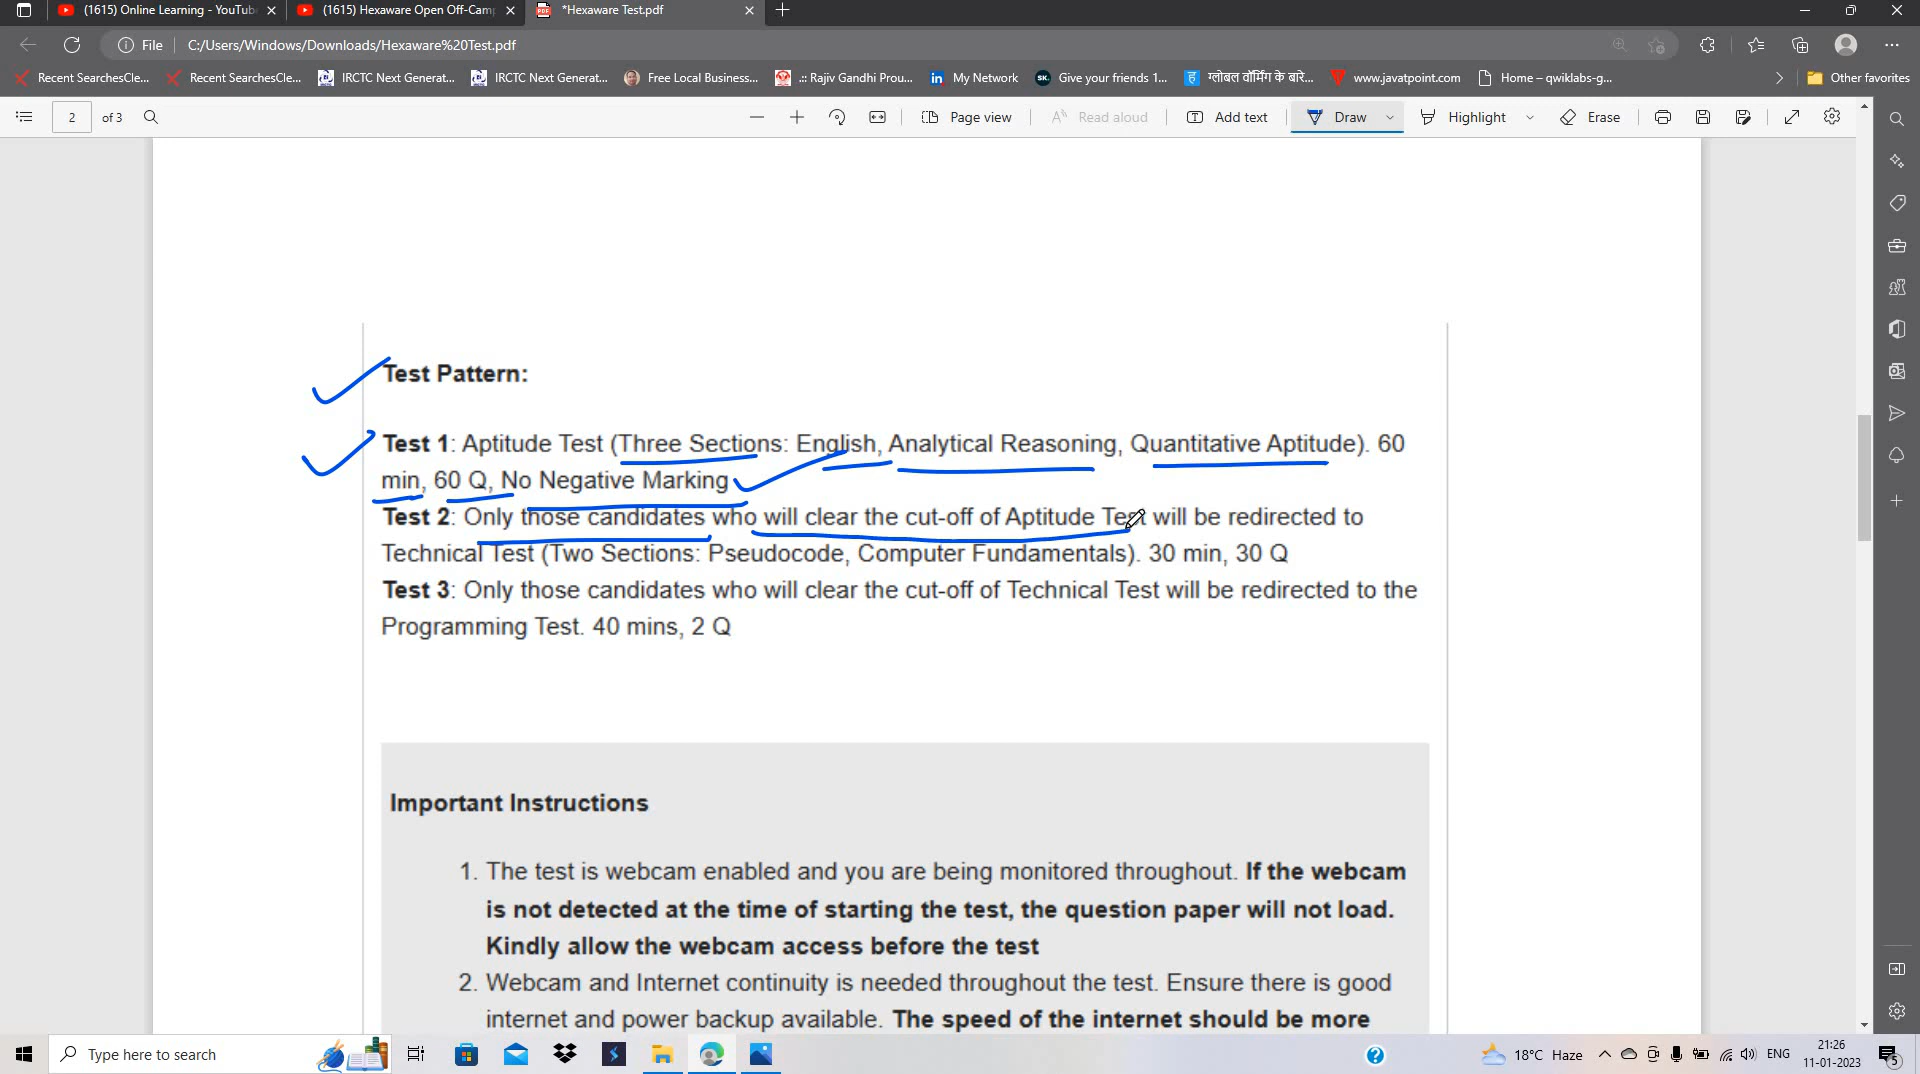 (1615) Online Learning - YouTub
(1615) Hexaware Open Off-Camp
*Hexaware Test.pdf
File
C:/Users/Windows/Downloads/Hexaware%20Test.pdf
Recent SearchesCle...
Recent SearchesCle...
IRCTC Next Generat...
IRCTC Next Generat...
Free Local Business...
.:: Rajiv Gandhi Prou...
in My Network
SK. Give your friends 1...
हं ग्लोबल वॉर्मिंग के बारे...
www.javatpoint.com
Home – qwiklabs-g...
Other favorites
2 of 3
Page view
Read aloud
Add text
Draw
Highlight
Erase
Test Pattern:
Test 1: Aptitude Test (Three Sections: English, Analytical Reasoning, Quantitative Aptitude). 60
min, 60 Q, No Negative Marking
Test 2: Only those candidates who will clear the cut-off of Aptitude Test will be redirected to
Technical Test (Two Sections: Pseudocode, Computer Fundamentals). 30 min, 30 Q
Test 3: Only those candidates who will clear the cut-off of Technical Test will be redirected to the
Programming Test. 40 mins, 2 Q
Important Instructions
1. The test is webcam enabled and you are being monitored throughout. If the webcam
is not detected at the time of starting the test, the question paper will not load.
Kindly allow the webcam access before the test
2. Webcam and Internet continuity is needed throughout the test. Ensure there is good
internet and power backup available. The speed of the internet should be more
Type here to search
18°C Haze
ENG
21:26
11-01-2023
5